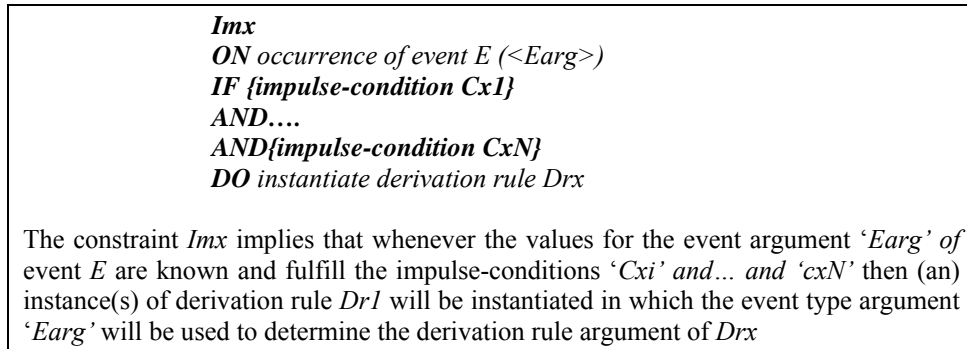 Imx
ON occurrence of event E (<Earg>)
IF {impulse-condition Cx1}
AND….
AND{impulse-condition CxN}
DO instantiate derivation rule Drx
The constraint Imx implies that whenever the values for the event argument ‘Earg’ of
event E are known and fulfill the impulse-conditions ‘Cxi’ and… and ‘cxN’ then (an)
instance(s) of derivation rule Dr1 will be instantiated in which the event type argument
‘Earg’ will be used to determine the derivation rule argument of Drx